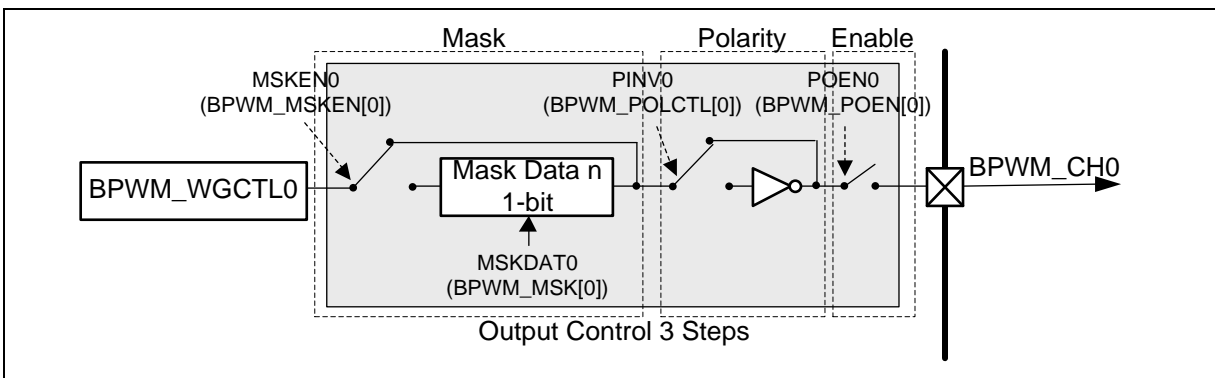 Mask
Polarity
Enable
MSKEN0
(BPWM_MSKEN[0])
PINV0
(BPWM_POLCTL[0])
POEN0
(BPWM_POEN[0])
BPWM_WGCTL0
Mask Data n
1-bit
BPWM_CH0
MSKDAT0
(BPWM_MSK[0])
Output Control 3 Steps